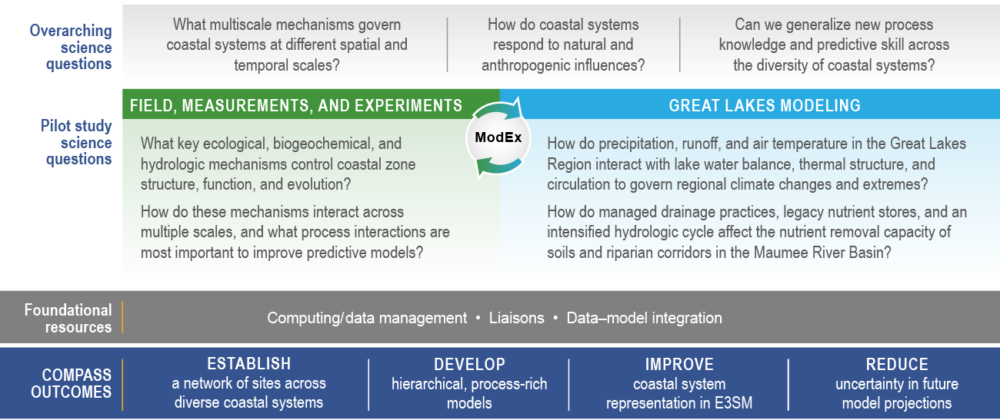 Overarching
science
questions
What multiscale mechanisms govern
coastal systems at different spatial and
temporal scales?
How do coastal systems
respond to natural and
anthropogenic influences?
Can we generalize new process
knowledge and predictive skill across
the diversity of coastal systems?
Pilot study
science
questions
FIELD, MEASUREMENTS, AND EXPERIMENTS
What key ecological, biogeochemical, and
hydrologic mechanisms control coastal zone
structure, function, and evolution?
How do these mechanisms interact across
multiple scales, and what process interactions are
most important to improve predictive models?
ModEx
GREAT LAKES MODELING
How do precipitation, runoff, and air temperature in the Great Lakes
Region interact with lake water balance, thermal structure, and
circulation to govern regional climate changes and extremes?
How do managed drainage practices, legacy nutrient stores, and an
intensified hydrologic cycle affect the nutrient removal capacity of
soils and riparian corridors in the Maumee River Basin?
Foundational
resources
Computing/data management • Liaisons • Data–model integration
COMPASS
OUTCOMES
ESTABLISH
a network of sites across
diverse coastal systems
DEVELOP
hierarchical, process-rich
models
IMPROVE
coastal system
representation in E3SM
REDUCE
uncertainty in future
model projections